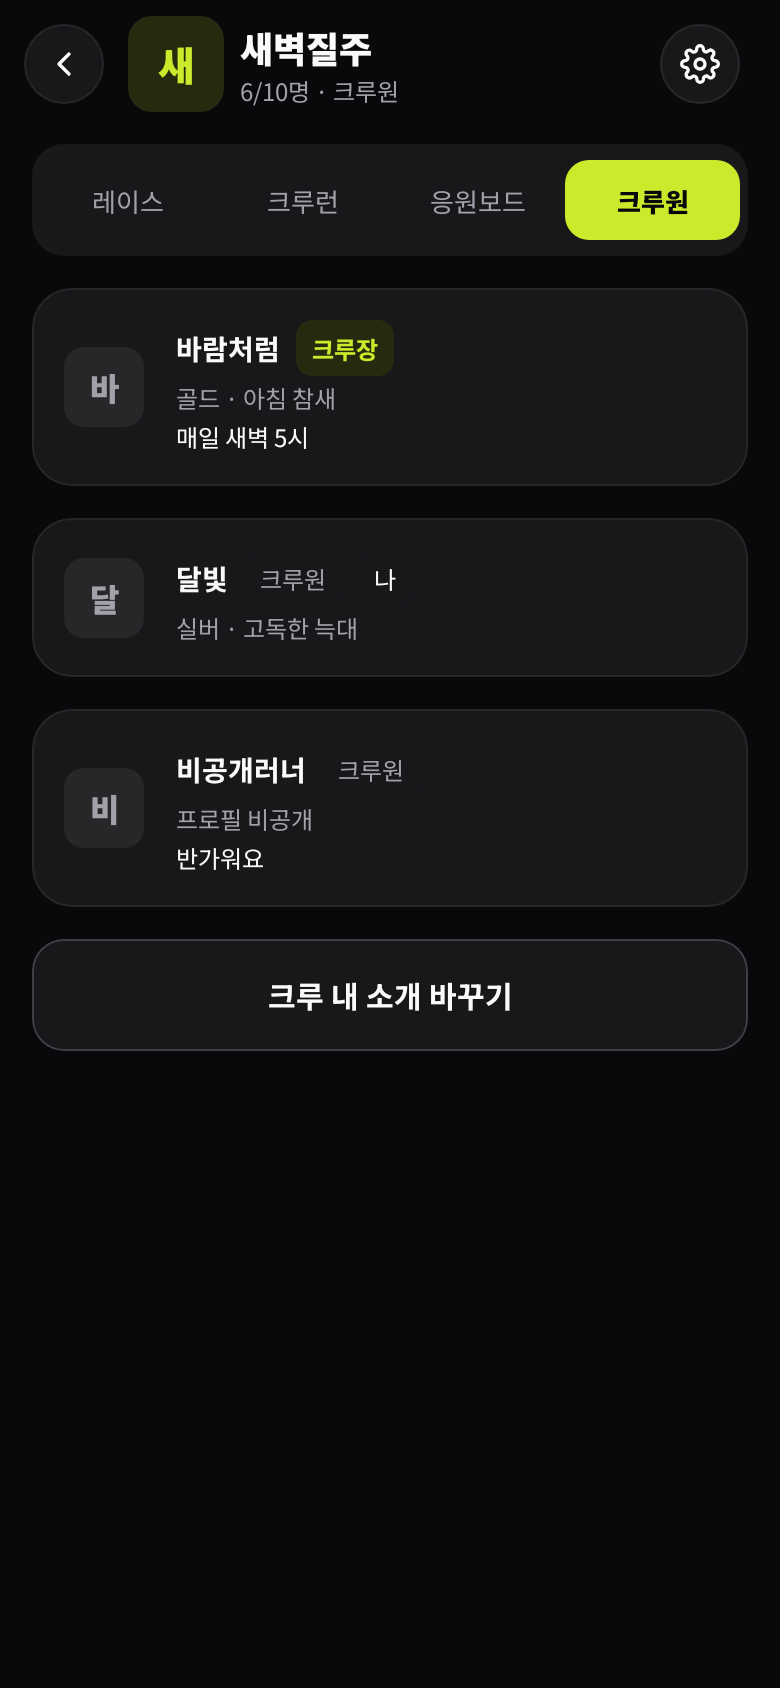 새
새벽질주
6/10명 · 크루원
레이스 크루런 응원보드 크루원
바
바람처럼 크루장
골드 · 아침 참새
매일 새벽 5시
달
달빛 크루원 나
실버 · 고독한 늑대
비
비공개러너 크루원
프로필 비공개
반가워요
크루 내 소개 바꾸기